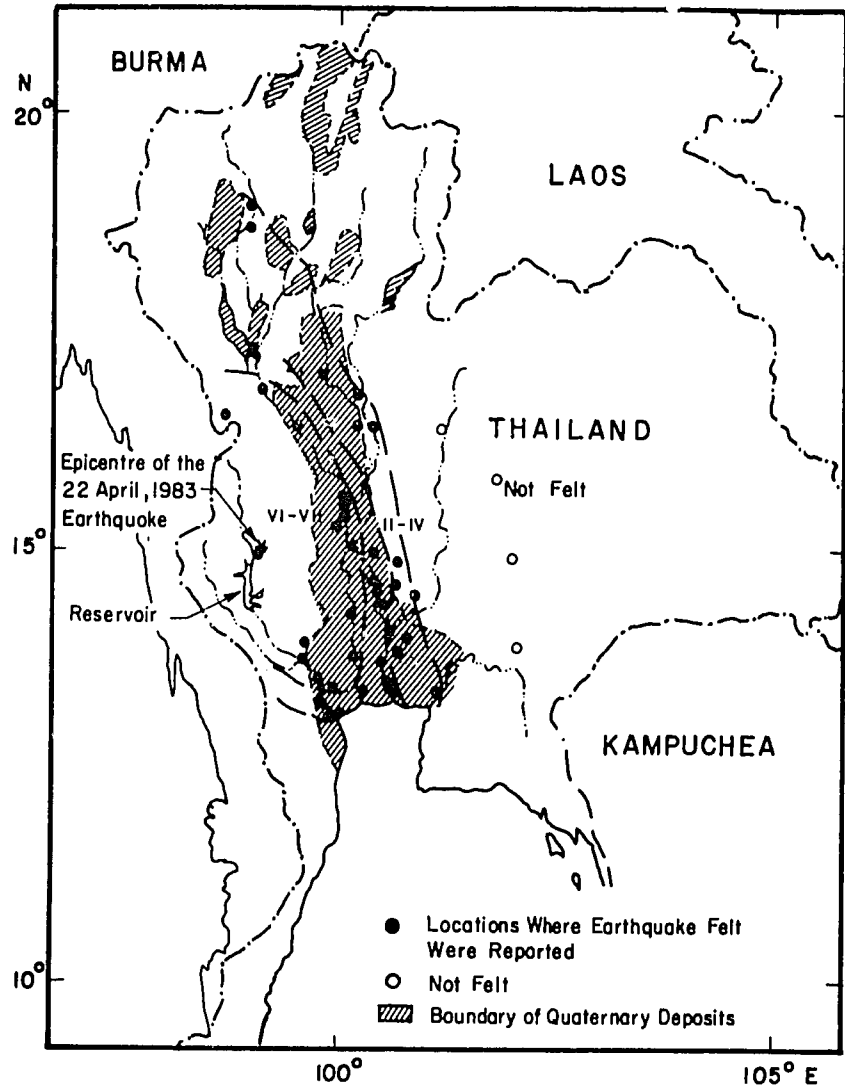 BURMA
N
20°
LAOS
THAILAND
Epicentre of the
22 April, 1983
Earthquake
Not Felt
VI-VII
II-IV
15°
Reservoir
KAMPUCHEA
Locations Where Earthquake Felt
Were Reported
Not Felt
Boundary of Quaternary Deposits
10°
100°
105° E